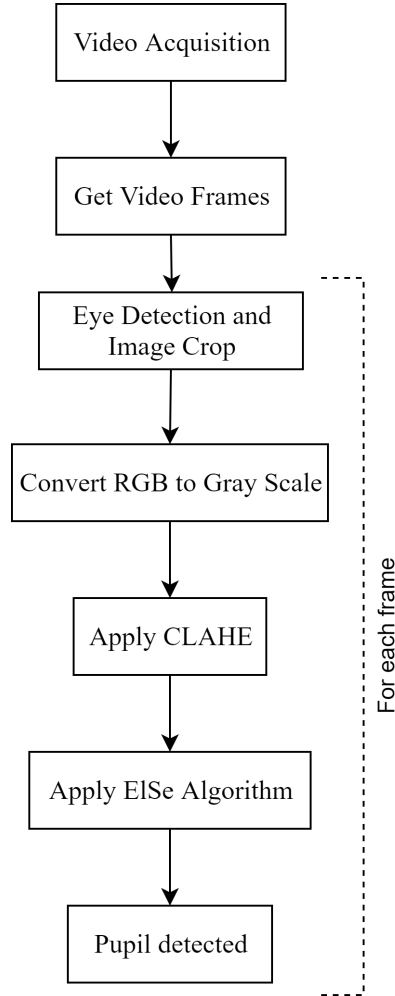 Video Acquisition
Get Video Frames
Eye Detection and
Image Crop
Convert RGB to Gray Scale
Apply CLAHE
Apply ElSe Algorithm
Pupil detected
For each frame